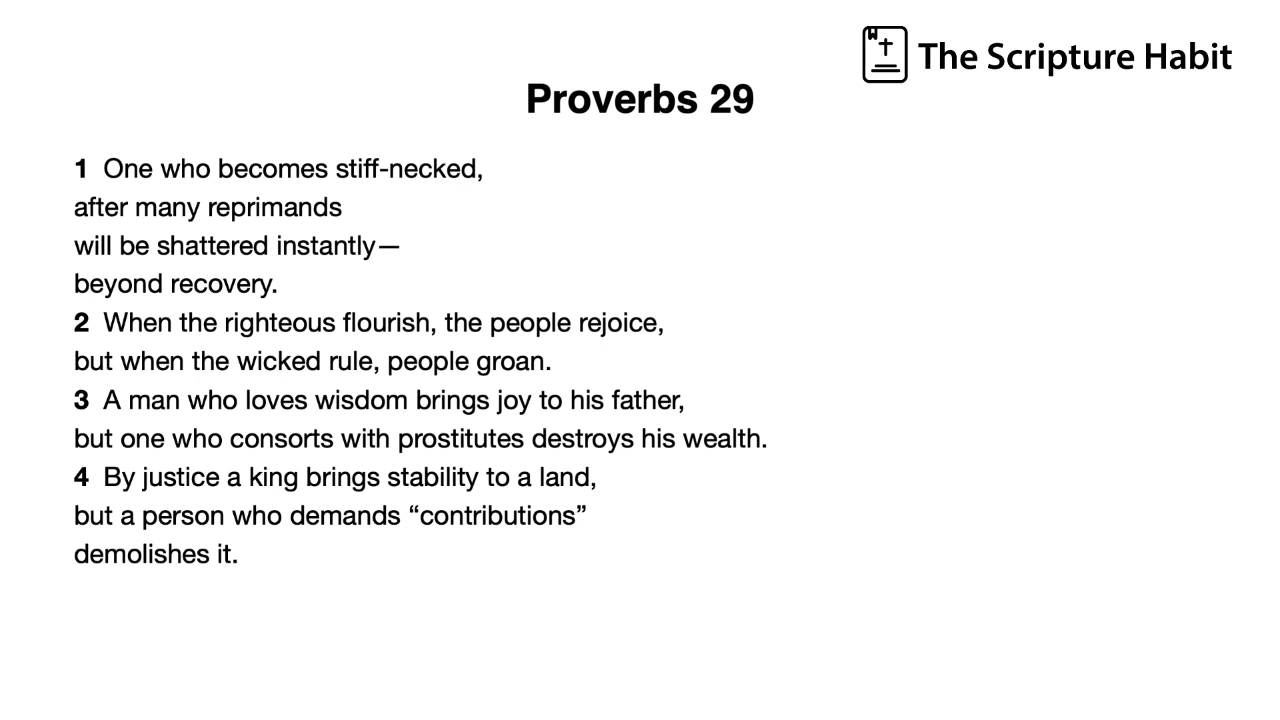 The Scripture Habit
Proverbs 29
1 One who becomes stiff-necked,
after many reprimands
will be shattered instantly—
beyond recovery.
2 When the righteous flourish, the people rejoice,
but when the wicked rule, people groan.
3 A man who loves wisdom brings joy to his father,
but one who consorts with prostitutes destroys his wealth.
4 By justice a king brings stability to a land,
but a person who demands “contributions”
demolishes it.